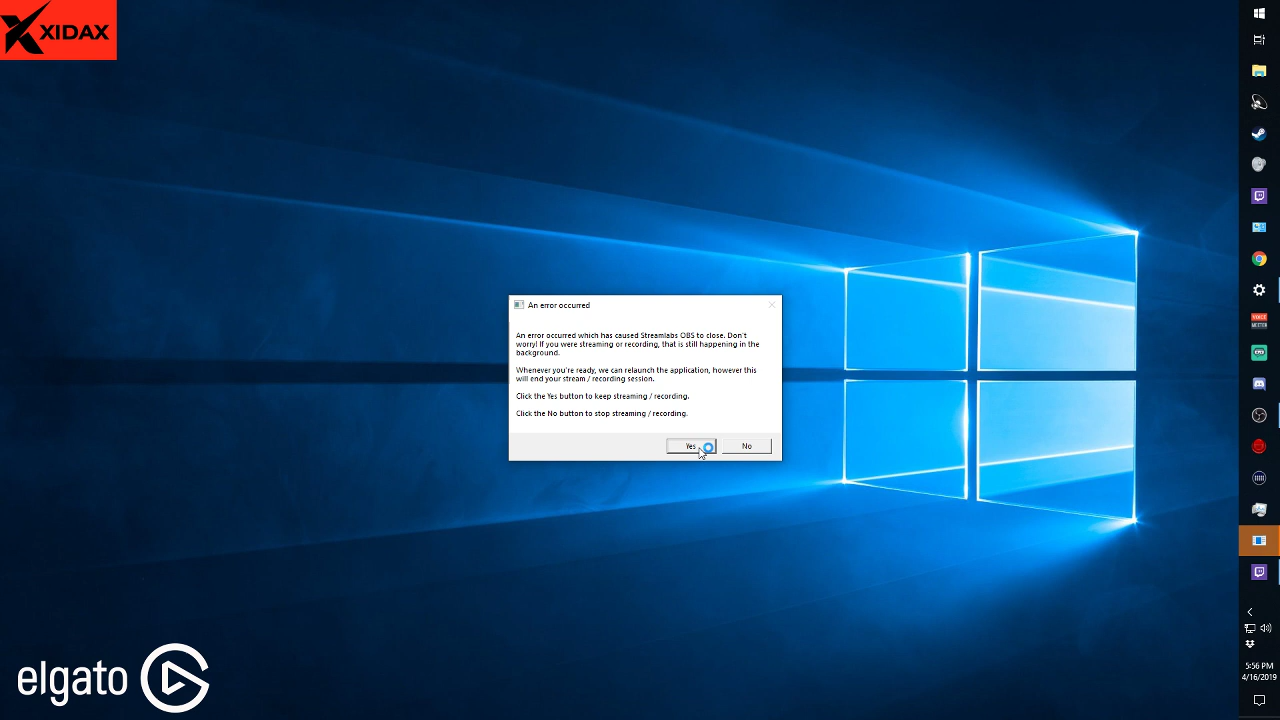 XIDAX
An error occurred
An error occurred which has caused Streamlabs OBS to close. Don't
worry! If you were streaming or recording, that is still happening in the
background.
Whenever you're ready, we can relaunch the application, however this
will end your stream / recording session.
Click the Yes button to keep streaming / recording.
Click the No button to stop streaming / recording.
Yes
No
VOICE
MEETER
5:56 PM
4/16/2019
elgato